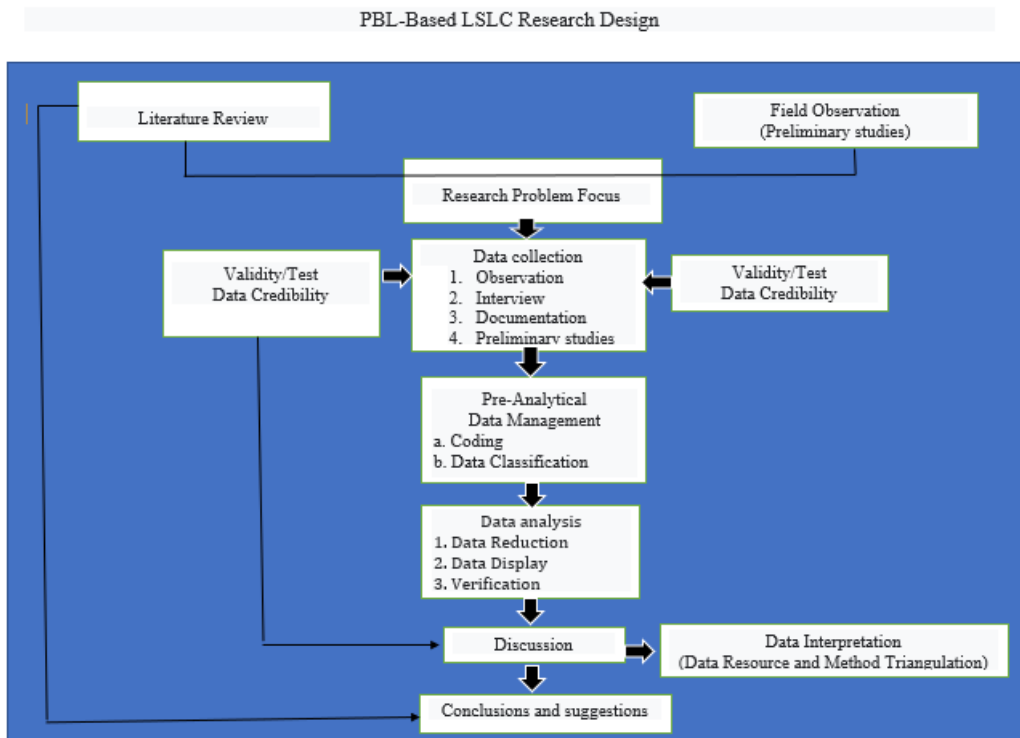 PBL-Based LSLC Research Design
Literature Review
Field Observation
(Preliminary studies)
Research Problem Focus
Validity/Test
Data Credibility
Data collection
1. Observation
2. Interview
3. Documentation
4. Preliminary studies
Validity/Test
Data Credibility
Pre-Analytical
Data Management
a. Coding
b. Data Classification
Data analysis
1. Data Reduction
2. Data Display
3. Verification
Discussion
Data Interpretation
(Data Resource and Method Triangulation)
Conclusions and suggestions